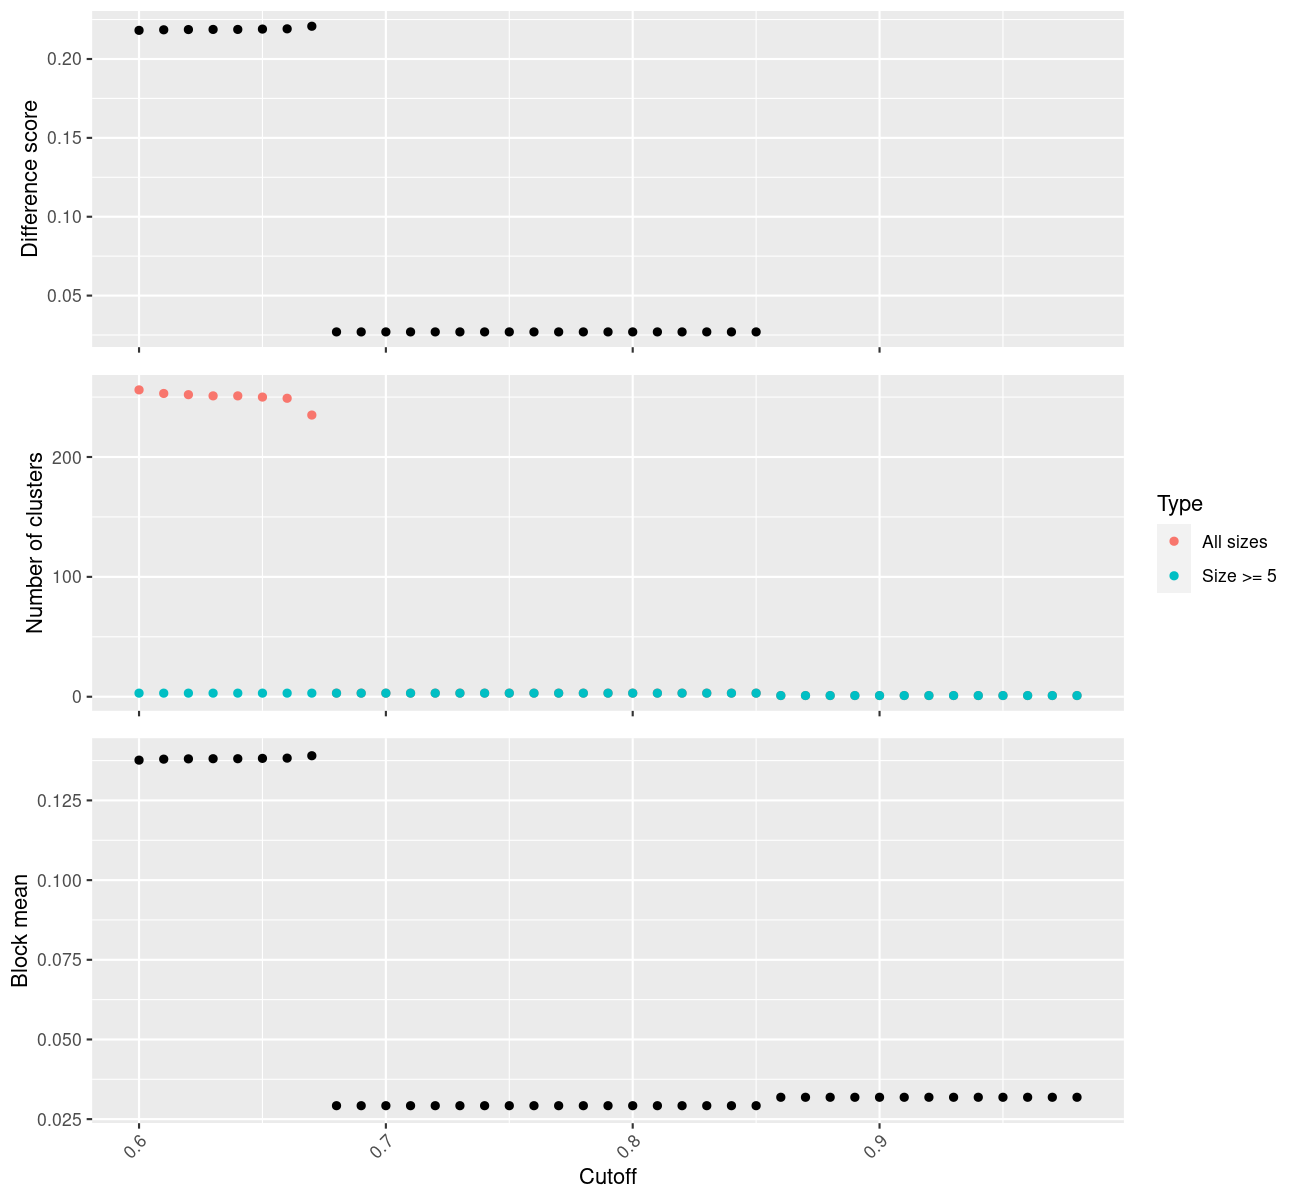 Difference score
0.20
0.15
0.10
0.05
Number of clusters
200
100
0
Type
All sizes
Size >= 5
Block mean
0.125
0.100
0.075
0.050
0.025
0.6
0.7
0.8
0.9
Cutoff